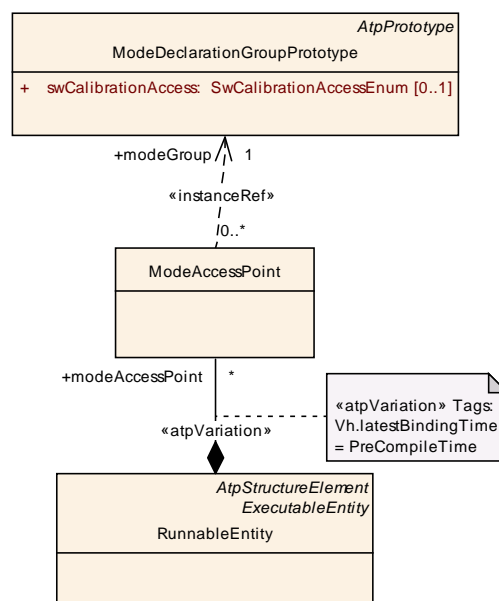 AtpPrototype
ModeDeclarationGroupPrototype
+ swCalibrationAccess: SwCalibrationAccessEnum [0..1]
+modeGroup 1
«instanceRef»
0..*
ModeAccessPoint
+modeAccessPoint *
«atpVariation»
«atpVariation» Tags:
Vh.latestBindingTime
= PreCompileTime
AtpStructureElement
ExecutableEntity
RunnableEntity